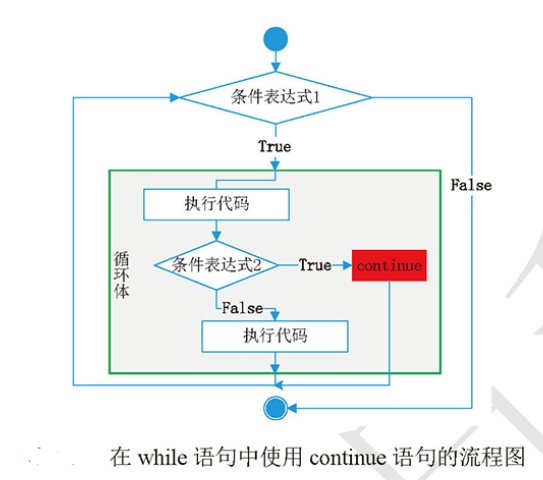 条件表达式1
True
False
执行代码
循环体
条件表达式2
True
continue
False
执行代码
在 while 语句中使用 continue 语句的流程图